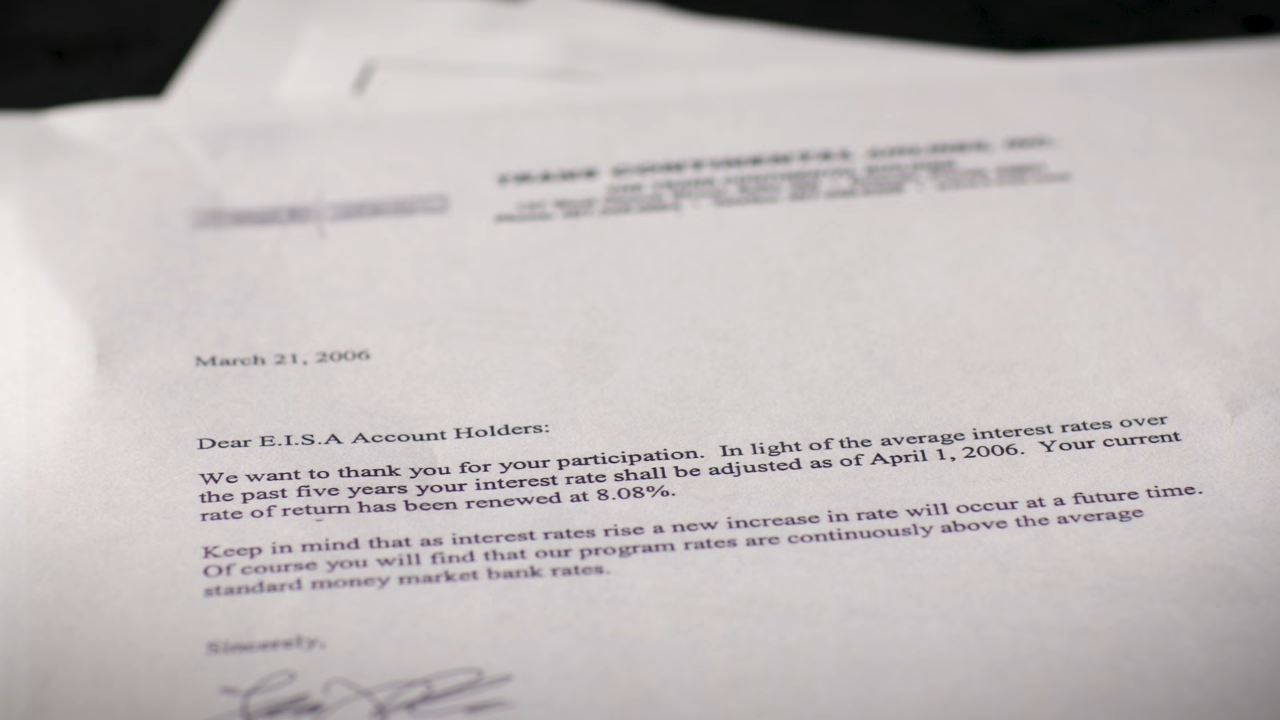 TRANS CONTINENTAL AIRLINES, INC.
March 21, 2006
Dear E.I.S.A Account Holders:
We want to thank you for your participation.  In light of the average interest rates over
the past five years your interest rate shall be adjusted as of April 1, 2006.  Your current
rate of return has been renewed at 8.08%.
Keep in mind that as interest rates rise a new increase in rate will occur at a future time.
Of course you will find that our program rates are continuously above the average
standard money market bank rates.
Sincerely,